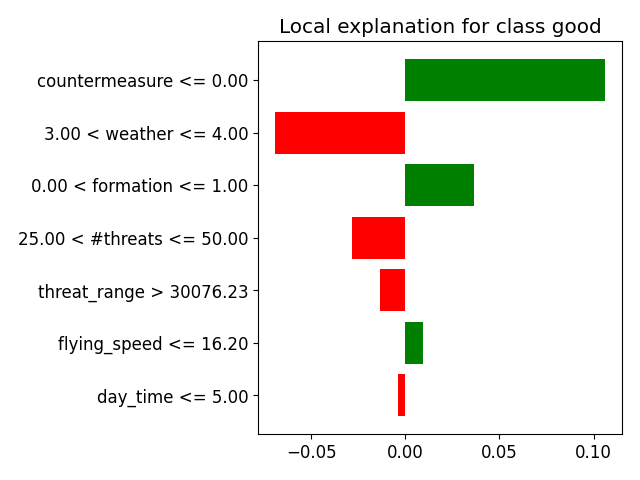 Local explanation for class good
countermeasure <= 0.00
3.00 < weather <= 4.00
0.00 < formation <= 1.00
25.00 < #threats <= 50.00
threat_range > 30076.23
flying_speed <= 16.20
day_time <= 5.00
−0.05 0.00 0.05 0.10